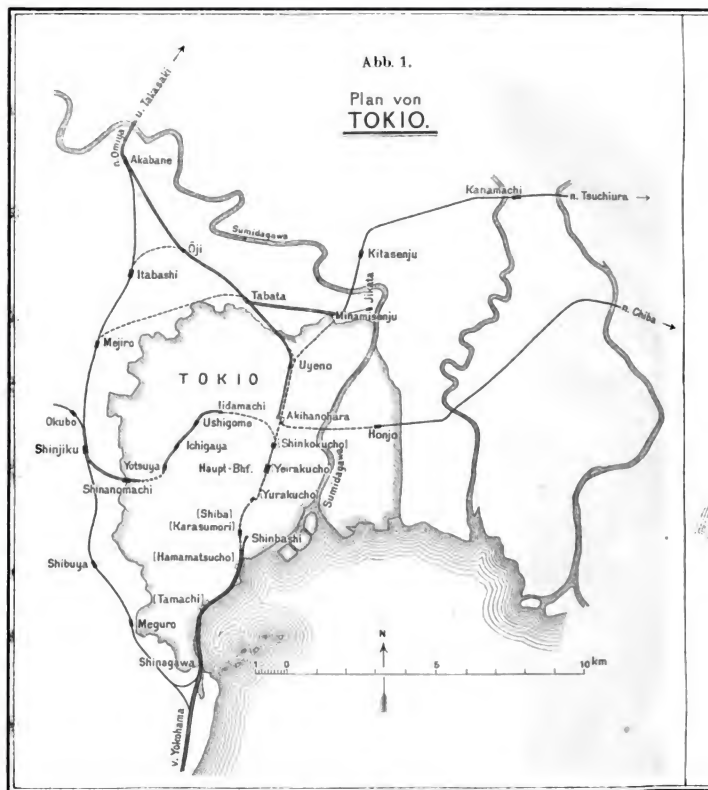 Abb. 1.
Plan von
TOKIO.
n. Omiya
u. Takasaki
Akabane
Kanamachi
n. Tsuchiura
Sumidagawa
Ōji
Kitasenju
Itabashi
Jikata
Tabata
Minamisenju
n. Chiba
Mejiro
Uyeno
TOKIO
Iidamachi
Akihanohara
Okubo
Ushigome
Honjo
Shinjiku
Ichigaya
(Shinkokucho)
Yotsuya
Haupt-Bhf.
Yeirakucho
Shinanomachi
(Yurakucho)
Sumidagawa
(Shiba)
(Karasumori)
Shinbashi
(Hamamatsucho)
Shibuya
(Tamachi)
Meguro
N
Shinagawa
1 0 5 10 km
v. Yokohama